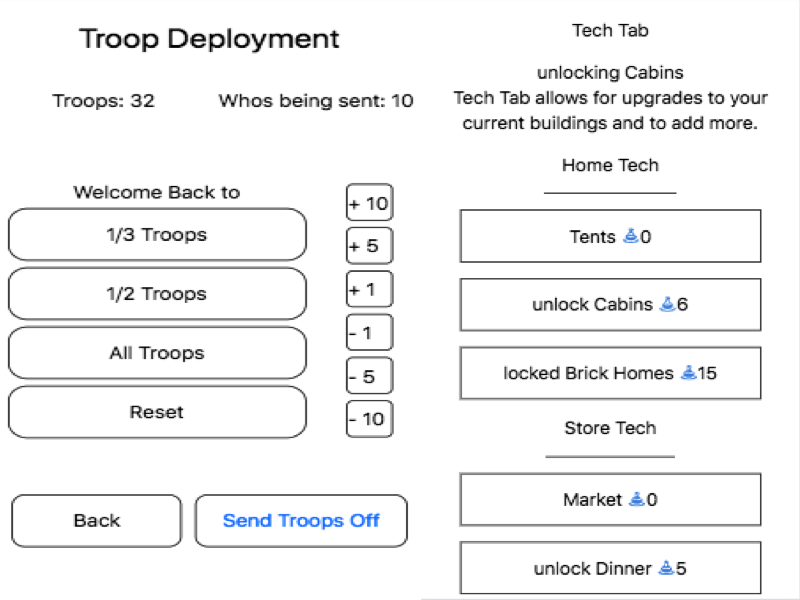 Troop Deployment
Troops: 32
Whos being sent: 10
Welcome Back to
1/3 Troops
1/2 Troops
All Troops
Reset
+ 10
+ 5
+ 1
- 1
- 5
- 10
Back
Send Troops Off
Tech Tab
unlocking Cabins
Tech Tab allows for upgrades to your
current buildings and to add more.
Home Tech
Tents 0
unlock Cabins 6
locked Brick Homes 15
Store Tech
Market 0
unlock Dinner 5